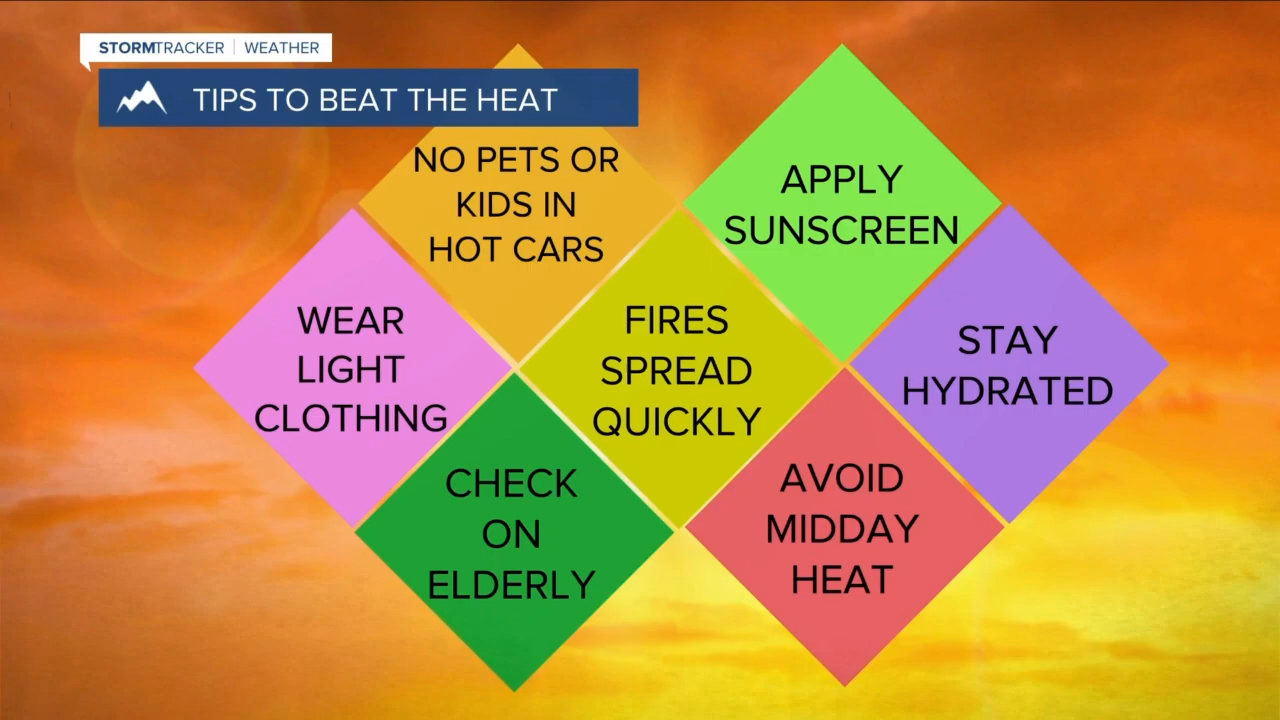 STORMTRACKER | WEATHER
TIPS TO BEAT THE HEAT
NO PETS OR
KIDS IN
HOT CARS
APPLY
SUNSCREEN
WEAR
LIGHT
CLOTHING
FIRES
SPREAD
QUICKLY
STAY
HYDRATED
CHECK
ON
ELDERLY
AVOID
MIDDAY
HEAT